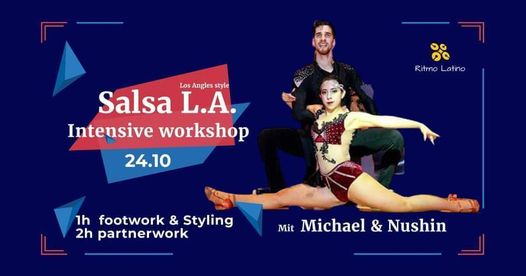 Los Angles style
Salsa L.A.
Intensive workshop
24.10
1h footwork & Styling
2h partnerwork
Ritmo Latino
Mit Michael & Nushin